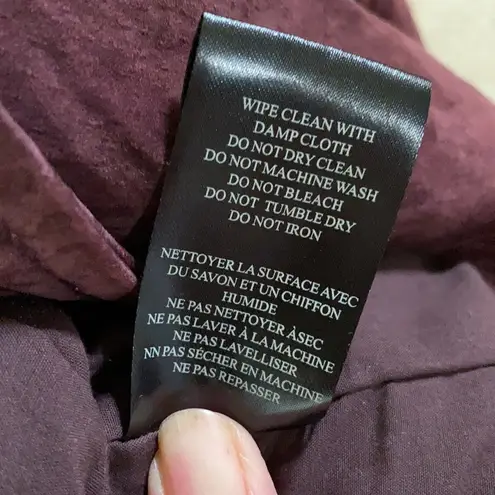 WIPE CLEAN WITH
DAMP CLOTH
DO NOT DRY CLEAN
DO NOT MACHINE WASH
DO NOT BLEACH
DO NOT TUMBLE DRY
DO NOT IRON
NETTOYER LA SURFACE AVEC
DU SAVON ET UN CHIFFON
HUMIDE
NE PAS NETTOYER ÀSEC
NE PAS LAVER À LA MACHINE
NE PAS LAVELLISER
NN PAS SÉCHER EN MACHINE
NE PAS REPASSER